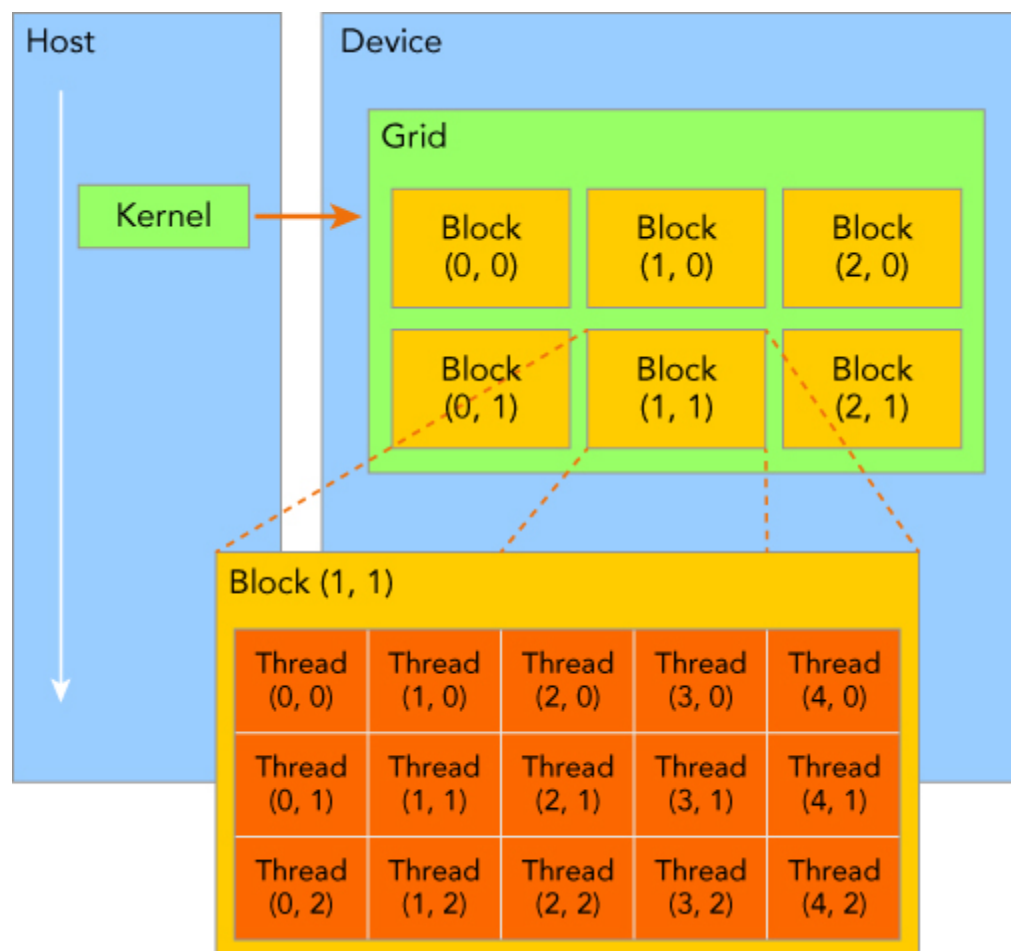 Host
Device
Grid
Kernel
Block
(0, 0)
Block
(1, 0)
Block
(2, 0)
Block
(0, 1)
Block
(1, 1)
Block
(2, 1)
Block (1, 1)
Thread
(0, 0)
Thread
(1, 0)
Thread
(2, 0)
Thread
(3, 0)
Thread
(4, 0)
Thread
(0, 1)
Thread
(1, 1)
Thread
(2, 1)
Thread
(3, 1)
Thread
(4, 1)
Thread
(0, 2)
Thread
(1, 2)
Thread
(2, 2)
Thread
(3, 2)
Thread
(4, 2)